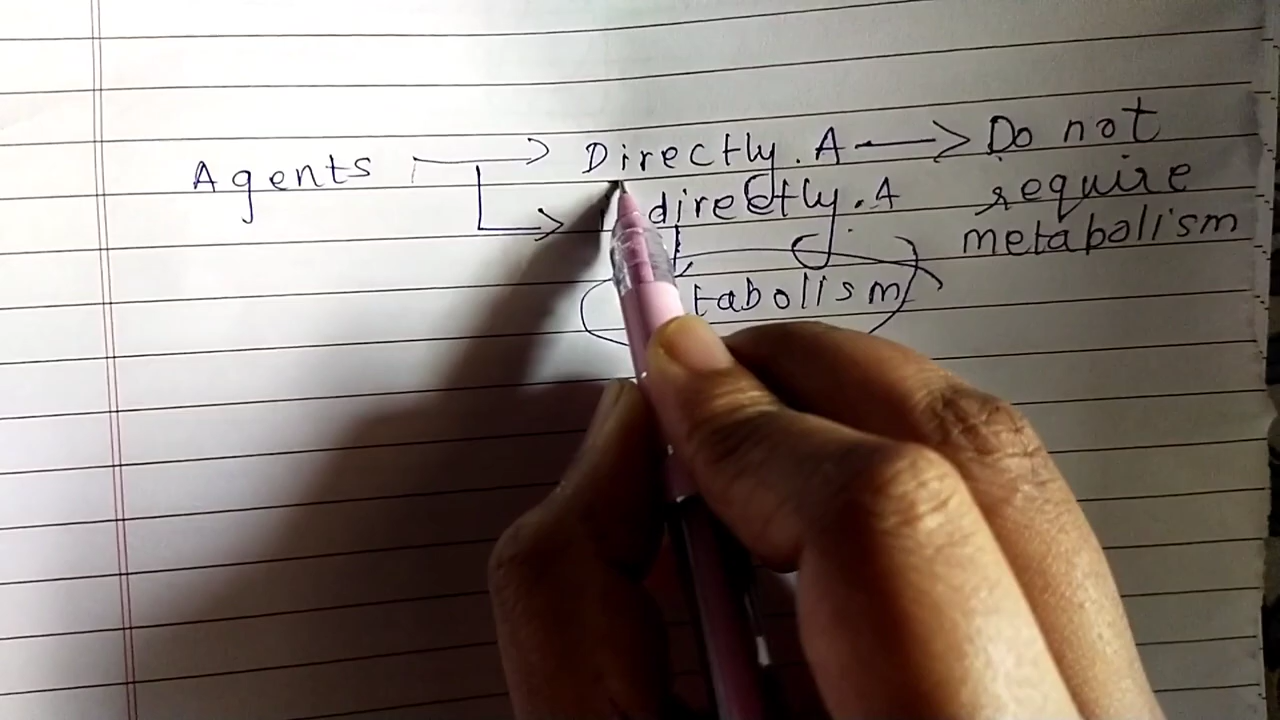 Agents → Directly.A → Do not
directly.A require
metabolism
tabolism